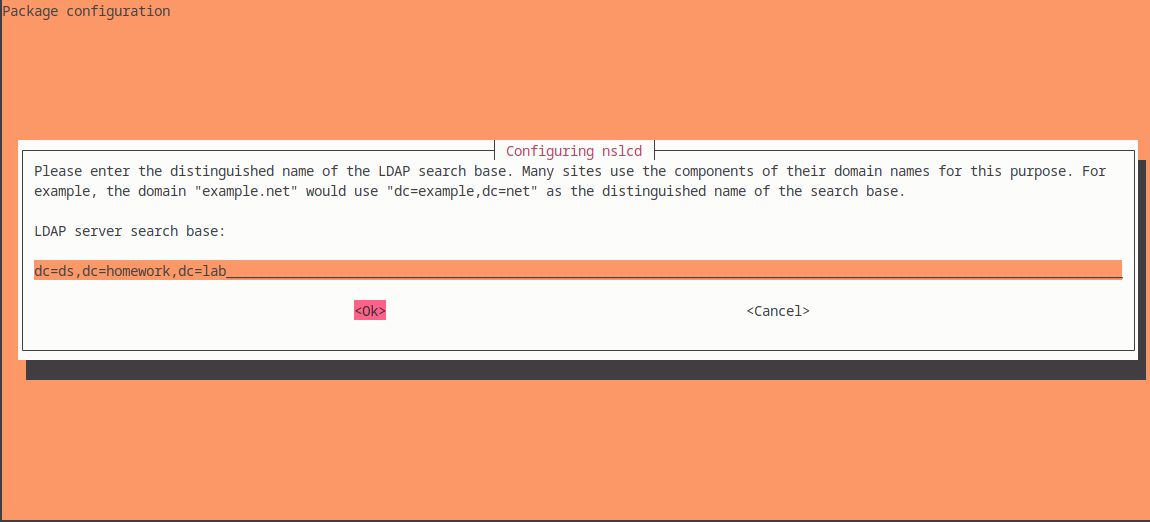 Package configuration
Configuring nslcd
Please enter the distinguished name of the LDAP search base. Many sites use the components of their domain names for this purpose. For
example, the domain "example.net" would use "dc=example,dc=net" as the distinguished name of the search base.
LDAP server search base:
dc=ds,dc=homework,dc=lab
<Ok> <Cancel>